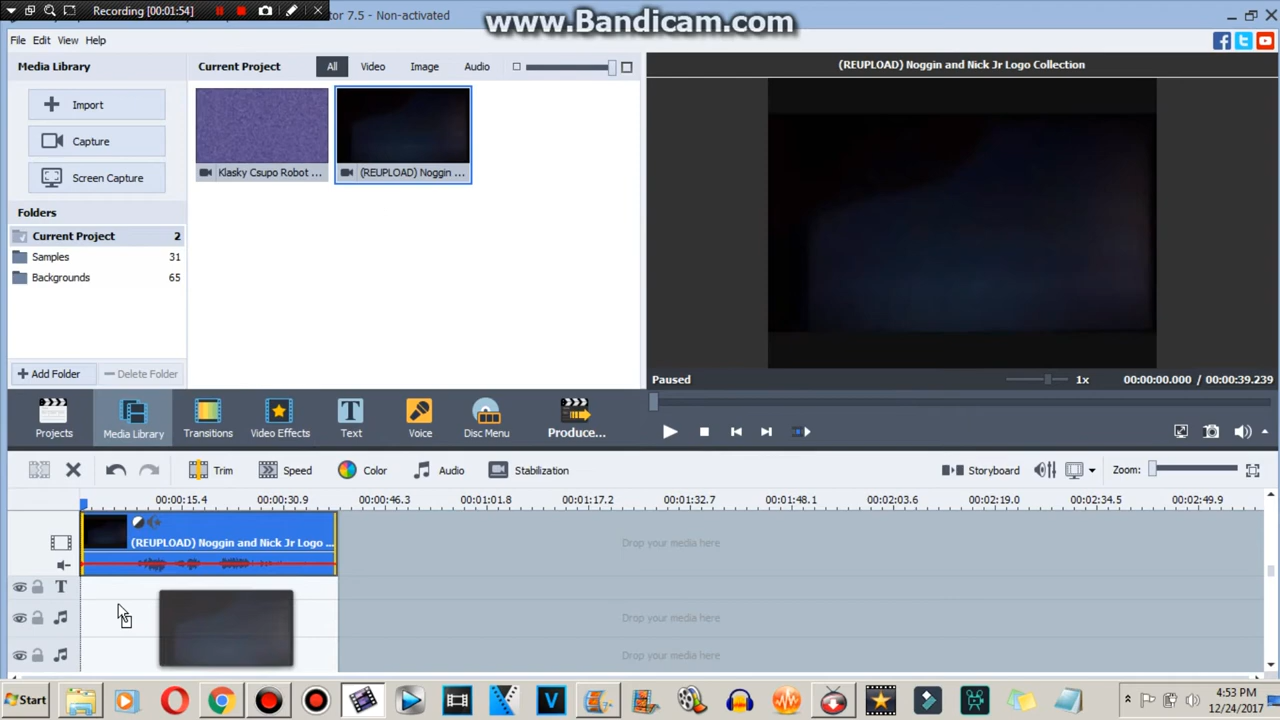 Recording [00:01:54]
tor 7.5 - Non-activated
www.Bandicam.com
File Edit View Help
Media Library
Current Project
All
Video
Image
Audio
(REUPLOAD) Noggin and Nick Jr Logo Collection
Import
Capture
Klasky Csupo Robot ...
(REUPLOAD) Noggin ...
Screen Capture
Folders
Current Project 2
Samples 31
Backgrounds 65
Add Folder
Delete Folder
Paused
1x
00:00:00.000 / 00:00:39.239
Projects
Media Library
Transitions
Video Effects
Text
Voice
Disc Menu
Produce...
Trim
Speed
Color
Audio
Stabilization
Storyboard
Zoom:
00:00:15.4 00:00:30.9 00:00:46.3 00:01:01.8 00:01:17.2 00:01:32.7 00:01:48.1 00:02:03.6 00:02:19.0 00:02:34.5 00:02:49.9
(REUPLOAD) Noggin and Nick Jr Logo ...
Drop your media here
T
Drop your media here
Drop your media here
Start
4:53 PM
12/24/2017